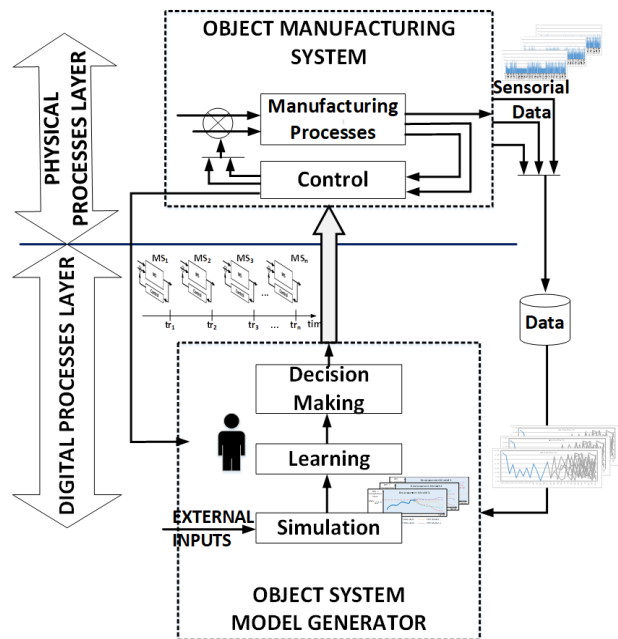 OBJECT MANUFACTURING
SYSTEM
Sensorial
Data
Manufacturing
Processes
Control
PHYSICAL
PROCESSES LAYER
MS1 MS2 MS3 MSn
...
tr1 tr2 tr3 ... trn tim
Data
DIGITAL PROCESSES LAYER
Decision
Making
Learning
Simulation
EXTERNAL
INPUTS
OBJECT SYSTEM
MODEL GENERATOR